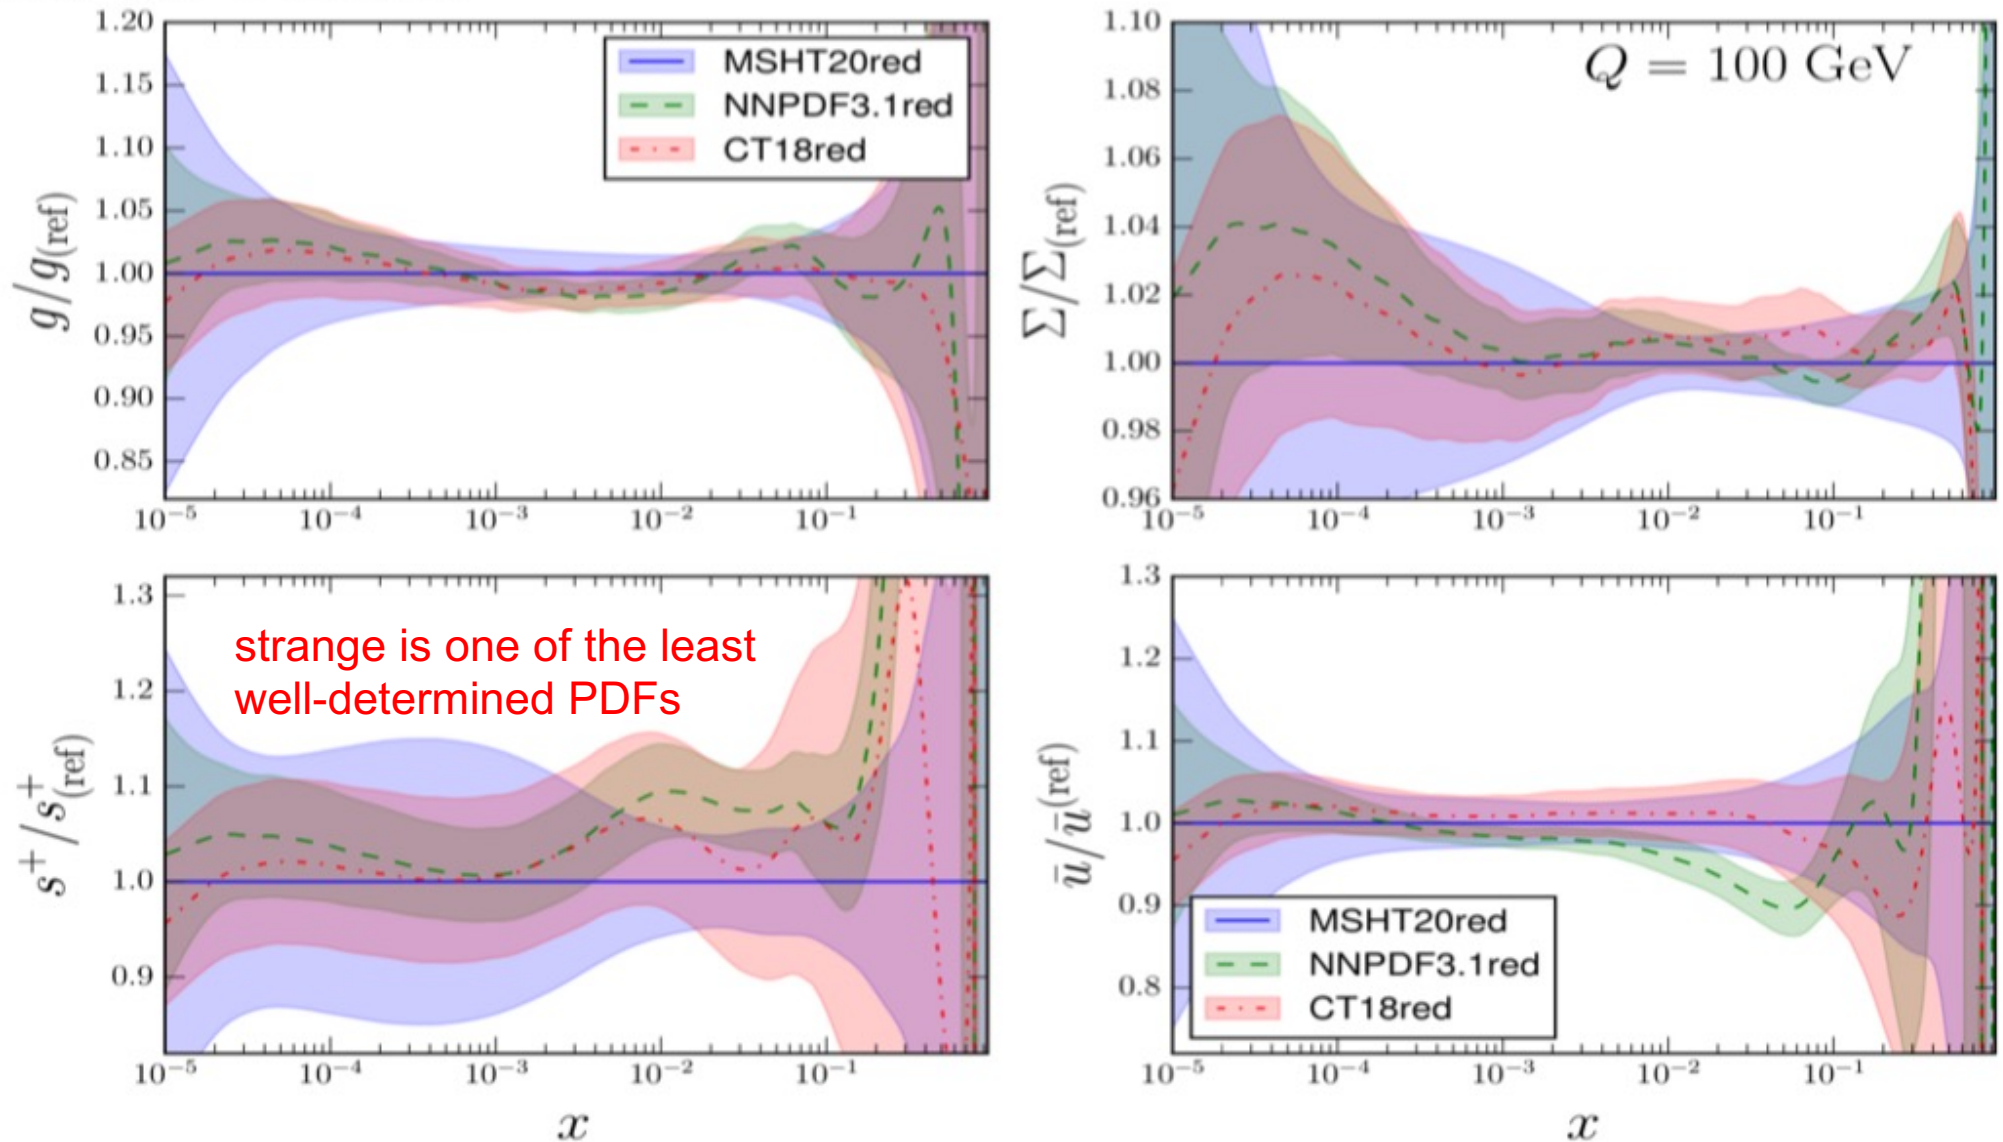 1.20
1.15
1.10
1.05
1.00
0.95
0.90
0.85
g/g(ref)
10⁻⁵ 10⁻⁴ 10⁻³ 10⁻² 10⁻¹
MSHT20red
NNPDF3.1red
CT18red
1.10
1.08
1.06
1.04
1.02
1.00
0.98
0.96
Σ/Σ(ref)
Q = 100 GeV
10⁻⁵ 10⁻⁴ 10⁻³ 10⁻² 10⁻¹
1.3
1.2
1.1
1.0
0.9
s⁺/s⁺(ref)
strange is one of the least
well-determined PDFs
10⁻⁵ 10⁻⁴ 10⁻³ 10⁻² 10⁻¹
x
1.3
1.2
1.1
1.0
0.9
0.8
ū/ū(ref)
MSHT20red
NNPDF3.1red
CT18red
10⁻⁵ 10⁻⁴ 10⁻³ 10⁻² 10⁻¹
x